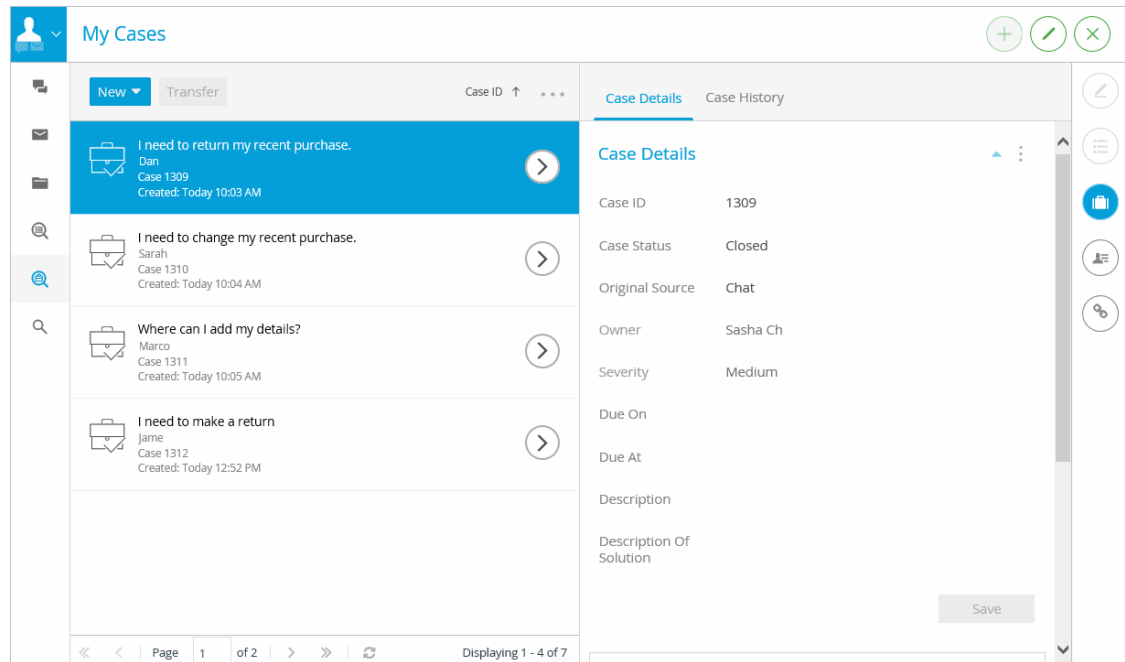 My Cases
New
Transfer
Case ID
I need to return my recent purchase.
Dan
Case 1309
Created: Today 10:03 AM
I need to change my recent purchase.
Sarah
Case 1310
Created: Today 10:04 AM
Where can I add my details?
Marco
Case 1311
Created: Today 10:05 AM
I need to make a return
Jame
Case 1312
Created: Today 12:52 PM
Page 1 of 2
Displaying 1 - 4 of 7
Case Details
Case History
Case Details
Case ID 1309
Case Status Closed
Original Source Chat
Owner Sasha Ch
Severity Medium
Due On
Due At
Description
Description Of
Solution
Save